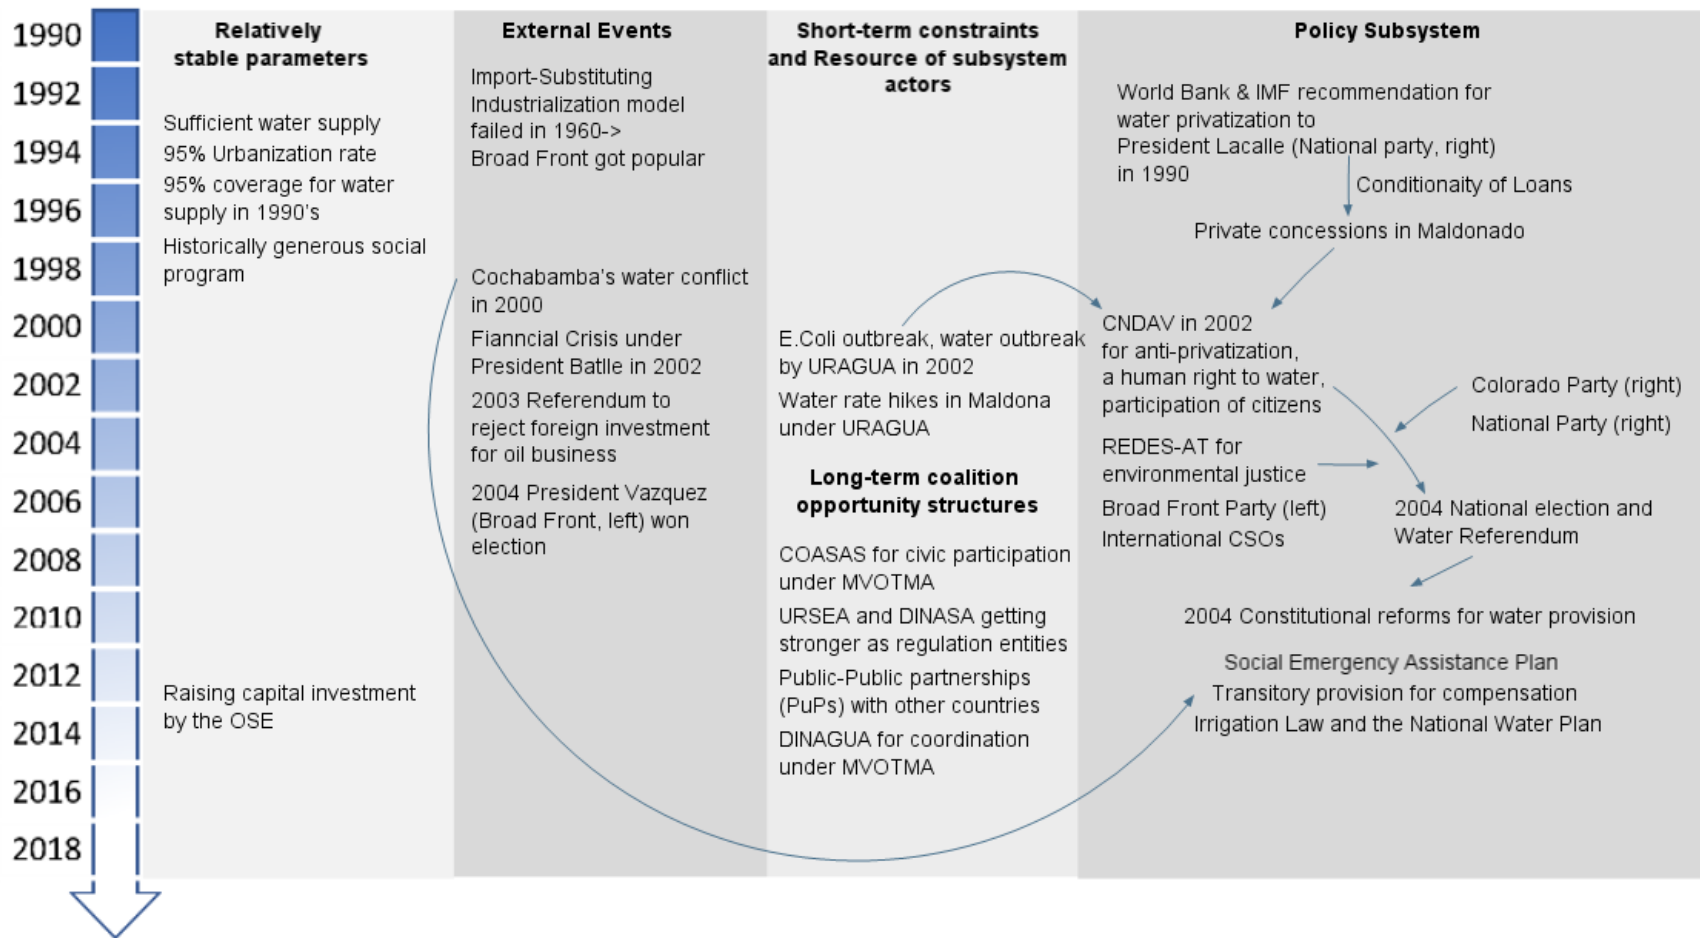 1990
1992
1994
1996
1998
2000
2002
2004
2006
2008
2010
2012
2014
2016
2018
Relatively
stable parameters
Sufficient water supply
95% Urbanization rate
95% coverage for water
supply in 1990's
Historically generous social
program
Raising capital investment
by the OSE
External Events
Import-Substituting
Industrialization model
failed in 1960->
Broad Front got popular
Cochabamba's water conflict
in 2000
Fianncial Crisis under
President Batlle in 2002
2003 Referendum to
reject foreign investment
for oil business
2004 President Vazquez
(Broad Front, left) won
election
Short-term constraints
and Resource of subsystem
actors
E.Coli outbreak, water outbreak
by URAGUA in 2002
Water rate hikes in Maldona
under URAGUA
Long-term coalition
opportunity structures
COASAS for civic participation
under MVOTMA
URSEA and DINASA getting
stronger as regulation entities
Public-Public partnerships
(PuPs) with other countries
DINAGUA for coordination
under MVOTMA
Policy Subsystem
World Bank & IMF recommendation for
water privatization to
President Lacalle (National party, right)
in 1990
Conditionaity of Loans
Private concessions in Maldonado
CNDAV in 2002
for anti-privatization,
a human right to water,
participation of citizens
Colorado Party (right)
National Party (right)
REDES-AT for
environmental justice
Broad Front Party (left)
International CSOs
2004 National election and
Water Referendum
2004 Constitutional reforms for water provision
Social Emergency Assistance Plan
Transitory provision for compensation
Irrigation Law and the National Water Plan